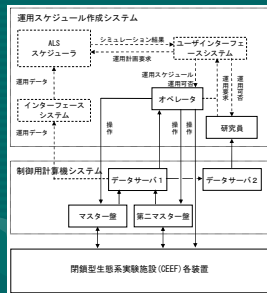 運用スケジュール作成システム
ALS
スケジューラ
シミュレーション結果
運用計画要求
ユーザインターフェ
ースシステム
運用スケジュール
運用可否
運用データ
オペレータ
運用要求
運用可否
インターフェース
システム
研究員
運用データ
操作
操作
操作
制御用計算機システム
データサーバ1
データサーバ2
マスター盤
第二マスター盤
閉鎖型生態系実験施設(CEEF)各装置